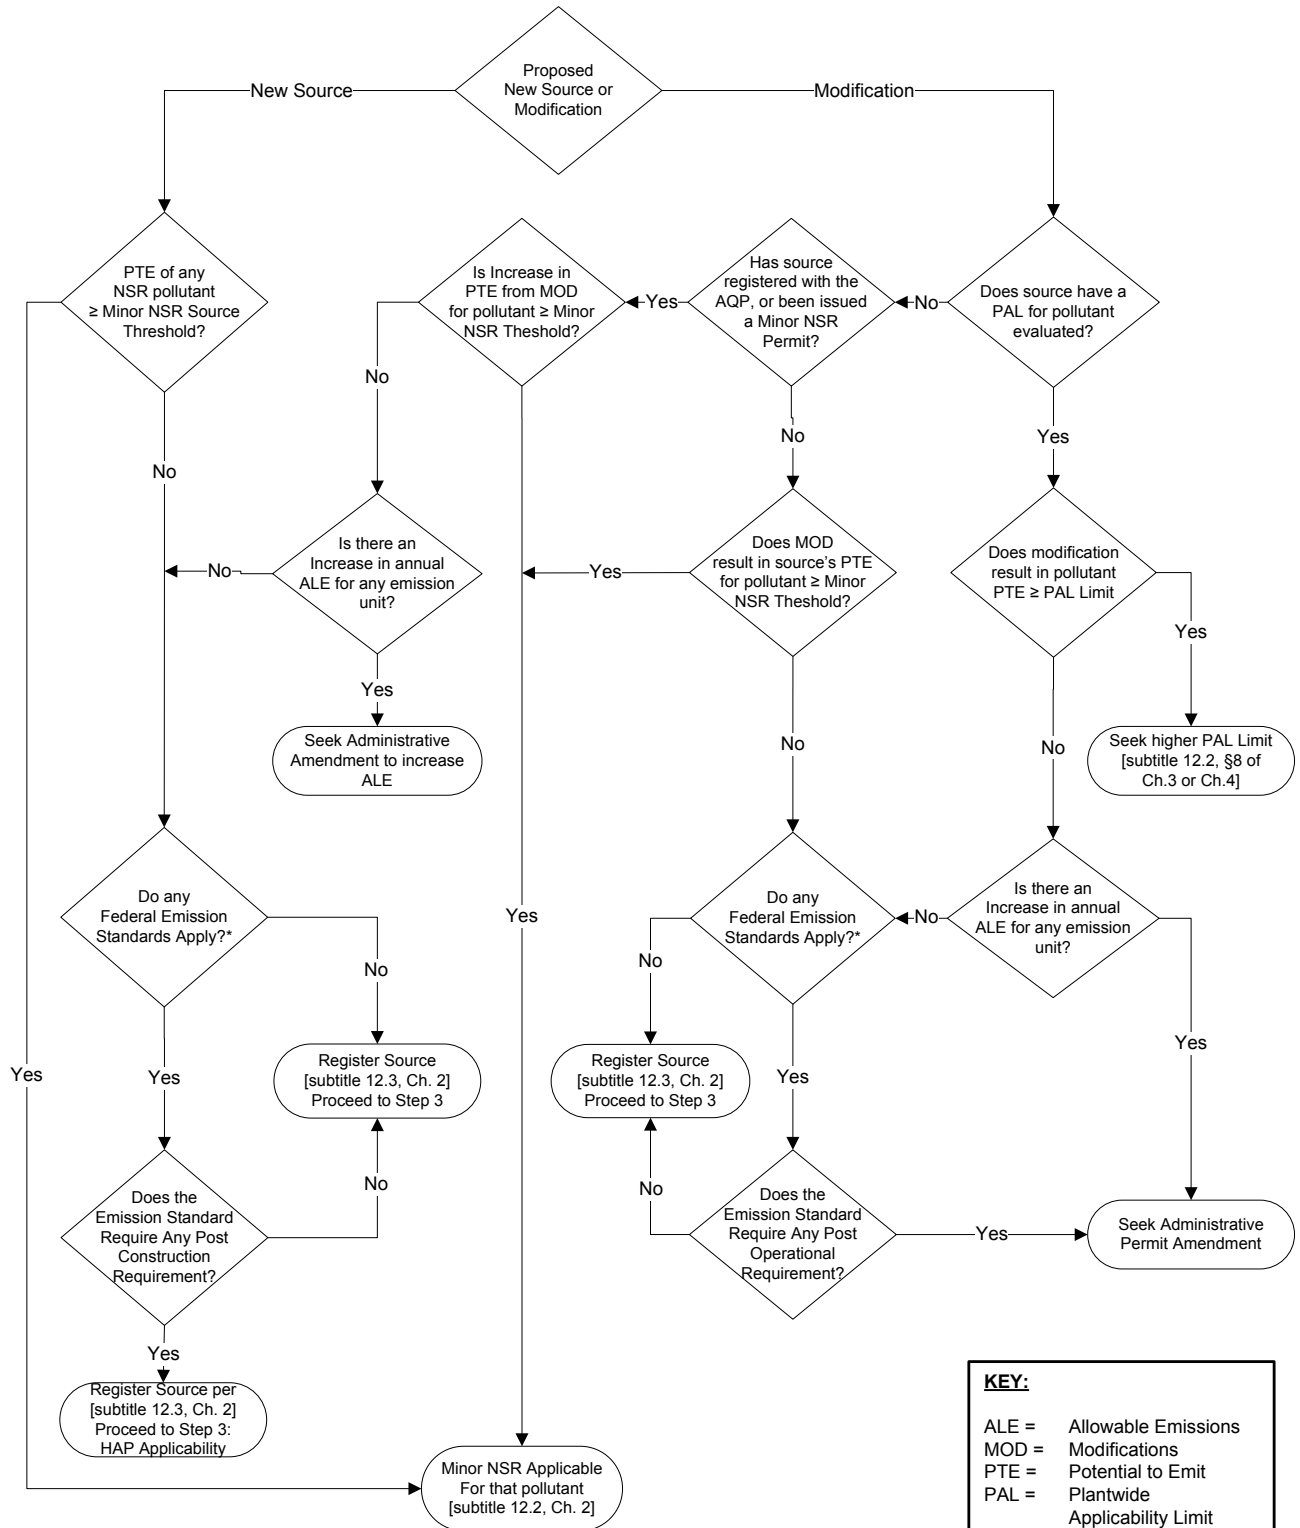 Proposed
New Source or
Modification
New Source
Modification
PTE of any
NSR pollutant
≥ Minor NSR Source
Threshold?
Is Increase in
PTE from MOD
for pollutant ≥ Minor
NSR Theshold?
Yes
Has source
registered with the
AQP, or been issued
a Minor NSR
Permit?
No
Does source have a
PAL for pollutant
evaluated?
No
No
No
Yes
Is there an
Increase in annual
ALE for any emission
unit?
No
Does MOD
result in source's PTE
for pollutant ≥ Minor
NSR Theshold?
Yes
Does modification
result in pollutant
PTE ≥ PAL Limit
Yes
Yes
Seek Administrative
Amendment to increase
ALE
No
No
Seek higher PAL Limit
[subtitle 12.2, §8 of
Ch.3 or Ch.4]
Do any
Federal Emission
Standards Apply?*
No
Yes
Do any
Federal Emission
Standards Apply?*
No
No
Is there an
Increase in annual
ALE for any emission
unit?
Yes
Yes
Yes
Register Source
[subtitle 12.3, Ch. 2]
Proceed to Step 3
Register Source
[subtitle 12.3, Ch. 2]
Proceed to Step 3
Yes
No
No
Does the
Emission Standard
Require Any Post
Construction
Requirement?
Does the
Emission Standard
Require Any Post
Operational
Requirement?
Yes
Seek Administrative
Permit Amendment
Yes
Register Source per
[subtitle 12.3, Ch. 2]
Proceed to Step 3:
HAP Applicability
Minor NSR Applicable
For that pollutant
[subtitle 12.2, Ch. 2]
KEY:
ALE = Allowable Emissions
MOD = Modifications
PTE = Potential to Emit
PAL = Plantwide
Applicability Limit